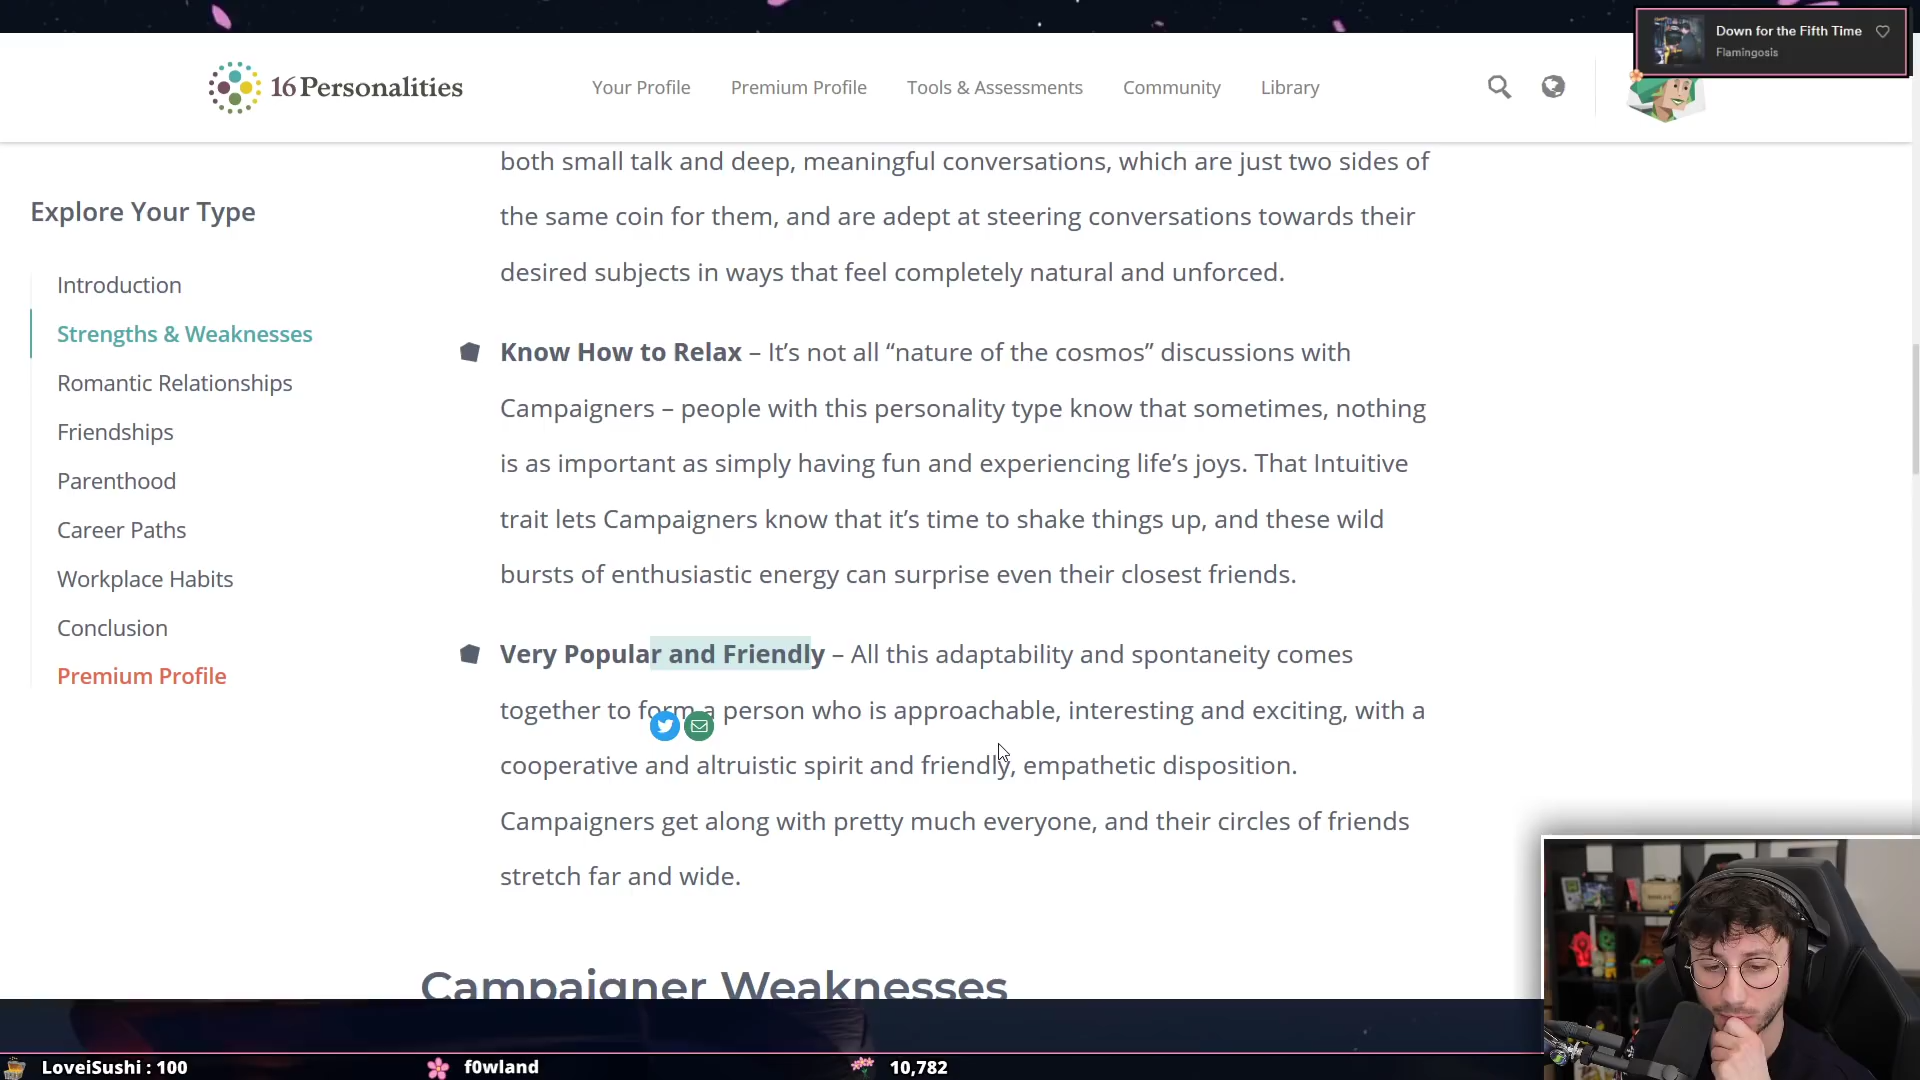 Down for the Fifth Time
Flamingosis
16Personalities
Your Profile
Premium Profile
Tools & Assessments
Community
Library
Explore Your Type
Introduction
Strengths & Weaknesses
Romantic Relationships
Friendships
Parenthood
Career Paths
Workplace Habits
Conclusion
Premium Profile
both small talk and deep, meaningful conversations, which are just two sides of
the same coin for them, and are adept at steering conversations towards their
desired subjects in ways that feel completely natural and unforced.
Know How to Relax – It’s not all “nature of the cosmos” discussions with
Campaigners – people with this personality type know that sometimes, nothing
is as important as simply having fun and experiencing life’s joys. That Intuitive
trait lets Campaigners know that it’s time to shake things up, and these wild
bursts of enthusiastic energy can surprise even their closest friends.
Very Popular and Friendly – All this adaptability and spontaneity comes
together to form a person who is approachable, interesting and exciting, with a
cooperative and altruistic spirit and friendly, empathetic disposition.
Campaigners get along with pretty much everyone, and their circles of friends
stretch far and wide.
Campaigner Weaknesses
LoveiSushi : 100
f0wland
10,782